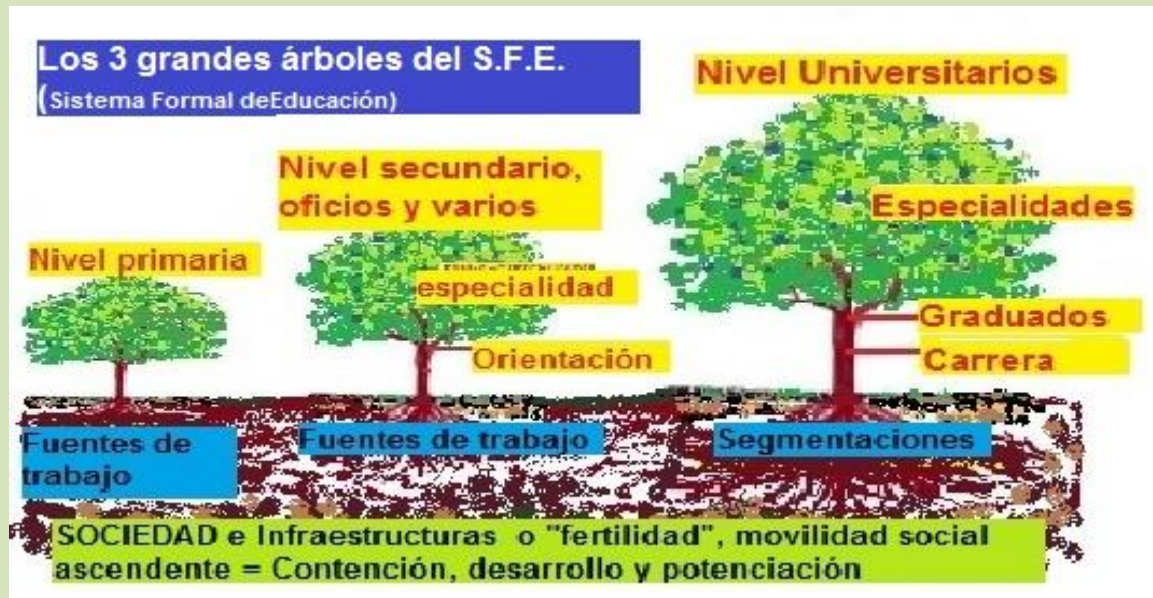 Los 3 grandes árboles del S.F.E.
(Sistema Formal deEducación)
Nivel Universitarios
Nivel secundario,
oficios y varios
Especialidades
Nivel primaria
especialidad
Graduados
Orientación
Carrera
Fuentes de
trabajo
Fuentes de trabajo
Segmentaciones
SOCIEDAD e Infraestructuras o "fertilidad", movilidad social
ascendente = Contención, desarrollo y potenciación